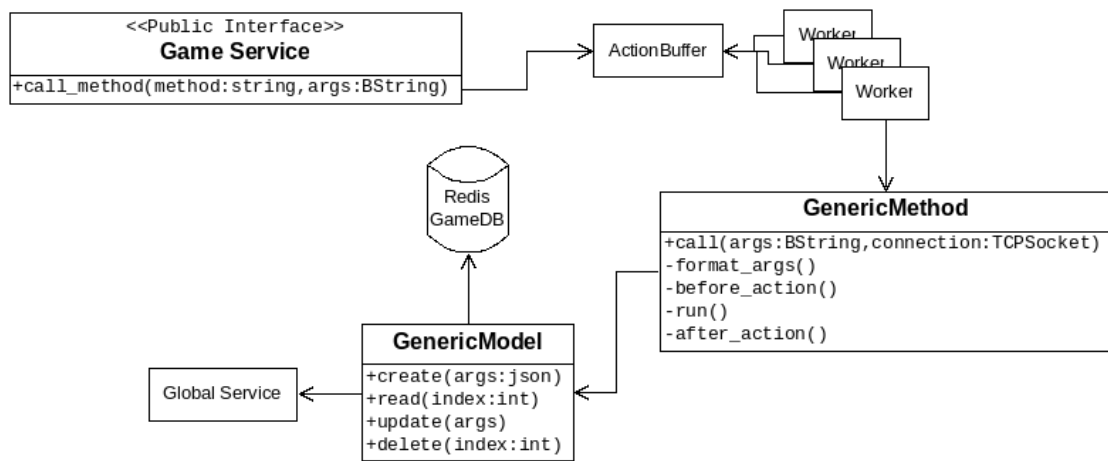 <<Public Interface>>
Game Service
+call_method(method:string,args:BString)
ActionBuffer
Worker
Worker
Worker
Redis
GameDB
GenericMethod
+call(args:BString,connection:TCPSocket)
-format_args()
-before_action()
-run()
-after_action()
GenericModel
+create(args:json)
+read(index:int)
+update(args)
+delete(index:int)
Global Service